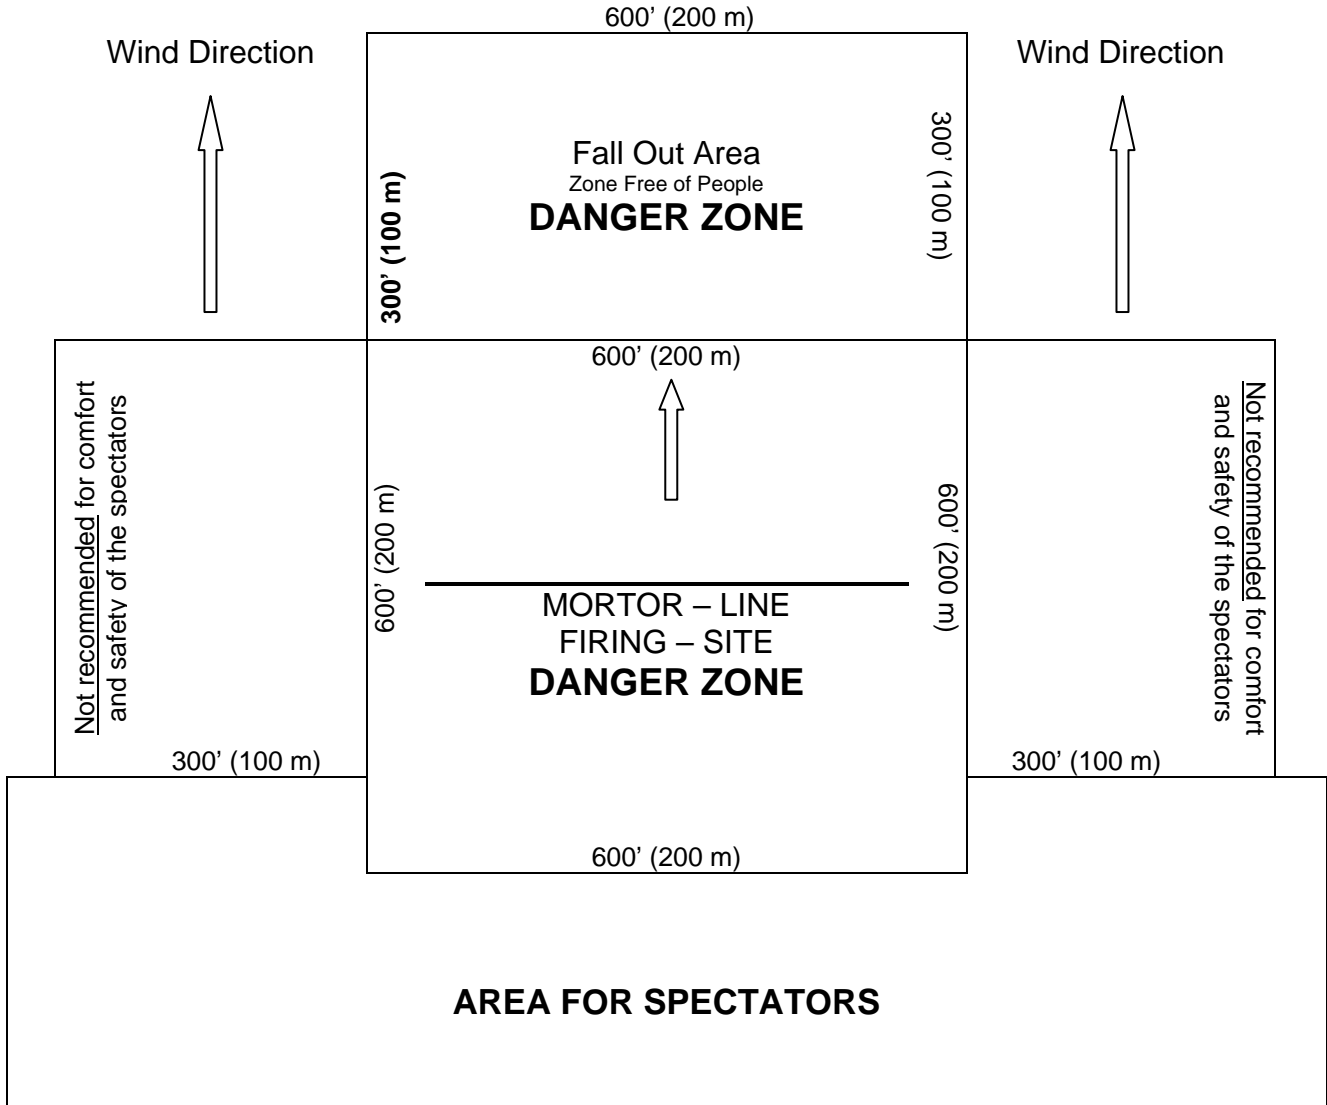 600’ (200 m)
Wind Direction
Wind Direction
Fall Out Area
Zone Free of People
DANGER ZONE
300’ (100 m)
300’ (100 m)
600’ (200 m)
Not recommended for comfort
and safety of the spectators
600’ (200 m)
600’ (200 m)
Not recommended for comfort
and safety of the spectators
MORTOR – LINE
FIRING – SITE
DANGER ZONE
300’ (100 m)
300’ (100 m)
600’ (200 m)
AREA FOR SPECTATORS